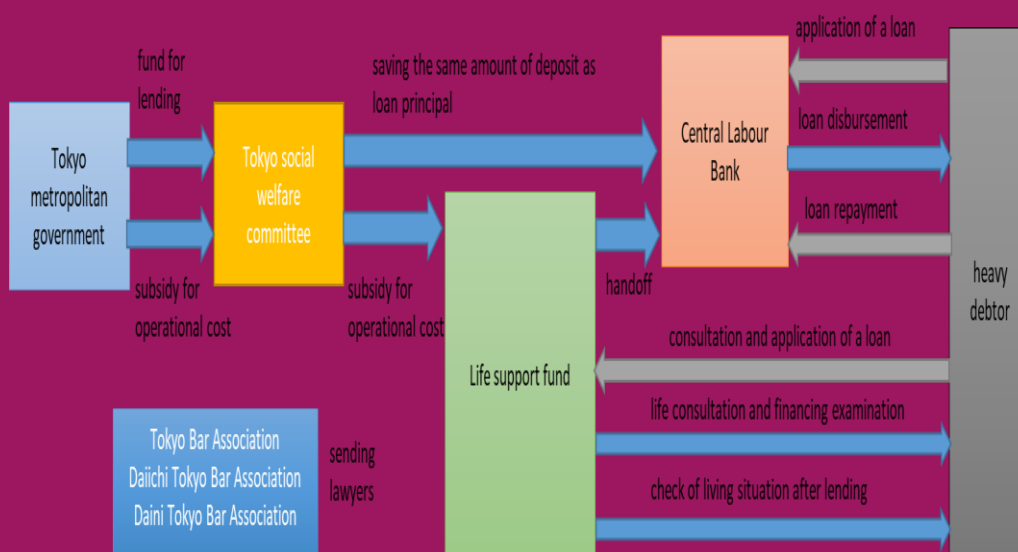 application of a loan
fund for
lending
saving the same amount of deposit as
loan principal
Tokyo
metropolitan
government
Tokyo social
welfare
committee
Central Labour
Bank
loan disbursement
loan repayment
subsidy for
operational cost
subsidy for
operational cost
handoff
heavy
debtor
consultation and application of a loan
Life support fund
life consultation and financing examination
Tokyo Bar Association
Daiichi Tokyo Bar Association
Daini Tokyo Bar Association
sending
lawyers
check of living situation after lending